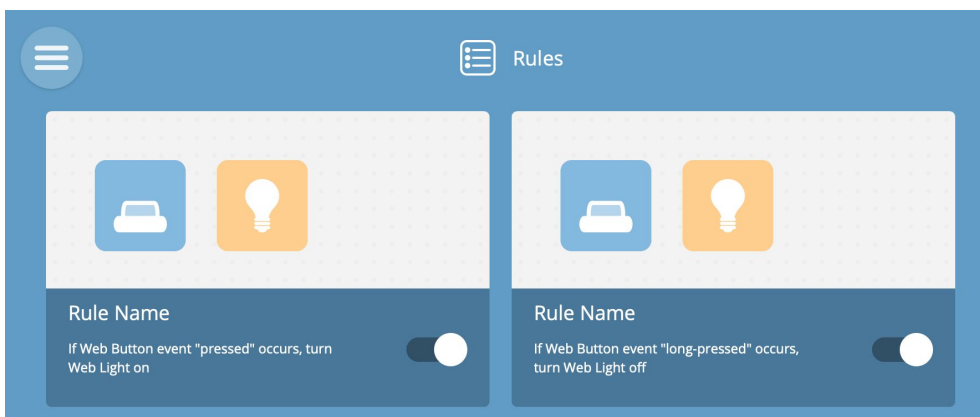 Rules
Rule Name
If Web Button event "pressed" occurs, turn
Web Light on
Rule Name
If Web Button event "long-pressed" occurs,
turn Web Light off